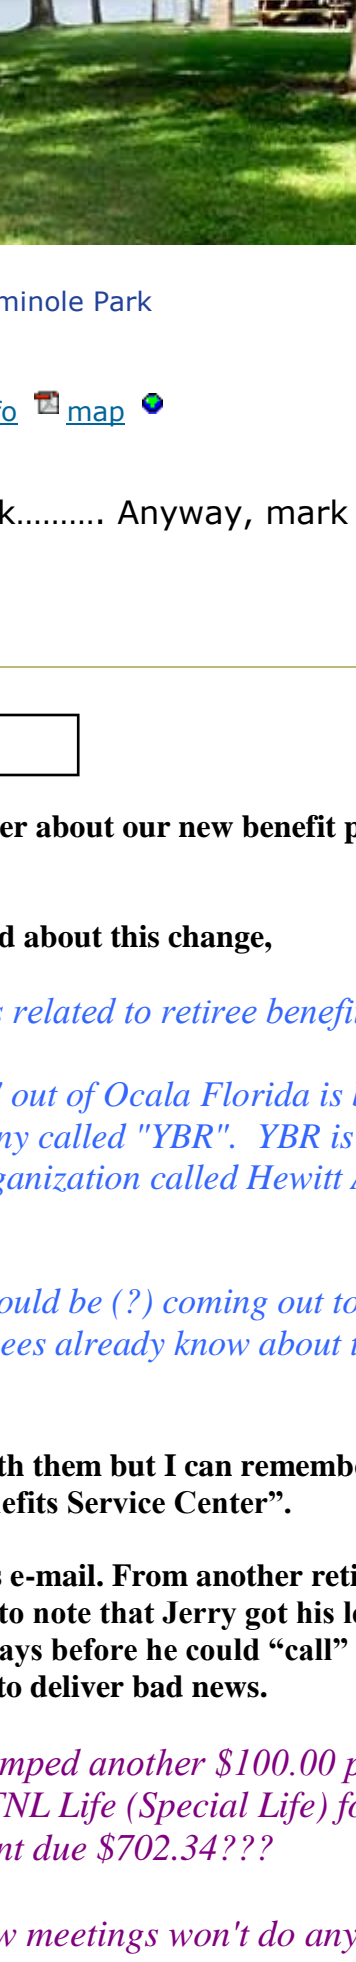 minole Park
fo map
k.......... Anyway, mark
er about our new benefit p
d about this change,
s related to retiree benefi
" out of Ocala Florida is
ny called "YBR". YBR is
ganization called Hewitt
ould be (?) coming out to
ees already know about t
th them but I can rememb
efits Service Center”.
s e-mail. From another reti
to note that Jerry got his l
ays before he could “call”
to deliver bad news.
mped another $100.00 p
TNL Life (Special Life) fo
nt due $702.34???
w meetings won't do any